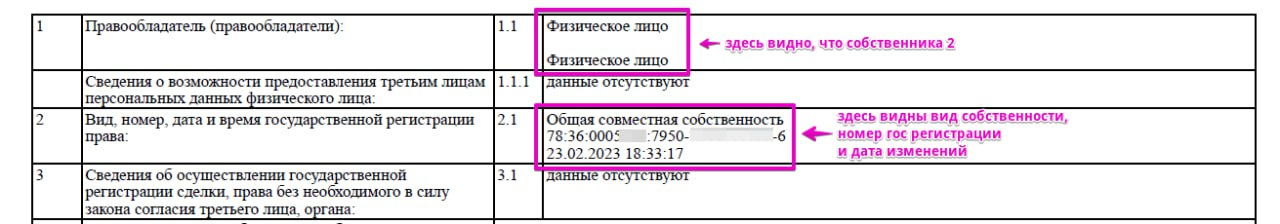 1 Правообладатель (правообладатели): 1.1 Физическое лицо
здесь видно, что собственника 2
Физическое лицо
Сведения о возможности предоставления третьим лицам 1.1.1 данные отсутствуют
персональных данных физического лица:
2 Вид, номер, дата и время государственной регистрации 2.1 Общая совместная собственность
права: 78:36:0005 :7950- -6
23.02.2023 18:33:17
здесь видны вид собственности,
номер гос регистрации
и дата изменений
3 Сведения об осуществлении государственной 3.1 данные отсутствуют
регистрации сделки, права без необходимого в силу
закона согласия третьего лица, органа: